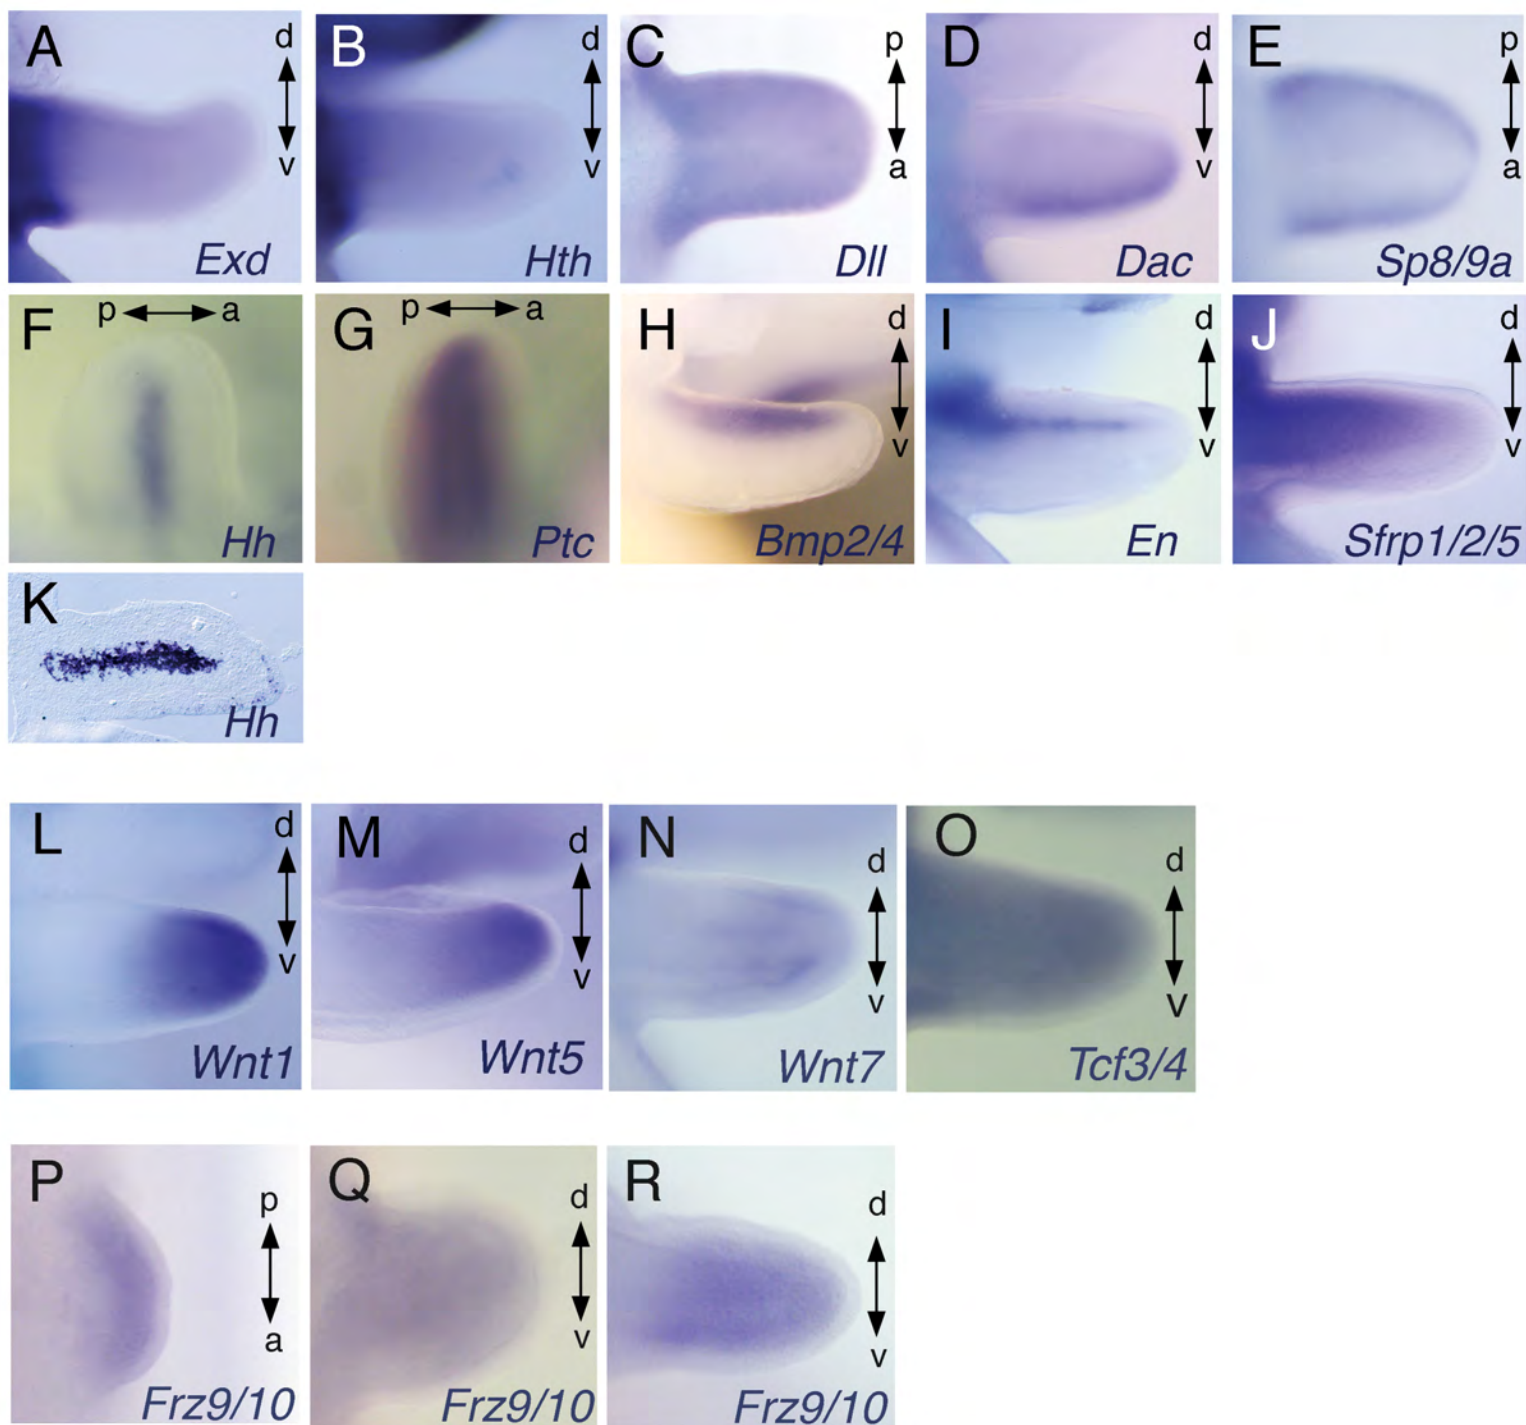 A d v Exd
B d v Hth
C p a Dll
D d v Dac
E p a Sp8/9a
F p a Hh
G p a Ptc
H d v Bmp2/4
I d v En
J d v Sfrp1/2/5
K Hh
L d v Wnt1
M d v Wnt5
N d v Wnt7
O d v Tcf3/4
P p a Frz9/10
Q d v Frz9/10
R d v Frz9/10